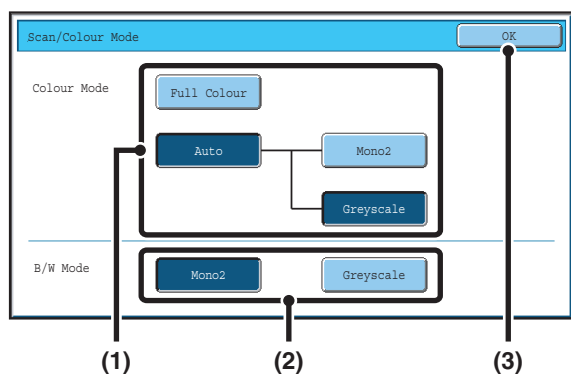 Scan/Colour Mode OK
Colour Mode Full Colour
Auto Mono2
Greyscale
B/W Mode Mono2 Greyscale
(1) (2) (3)